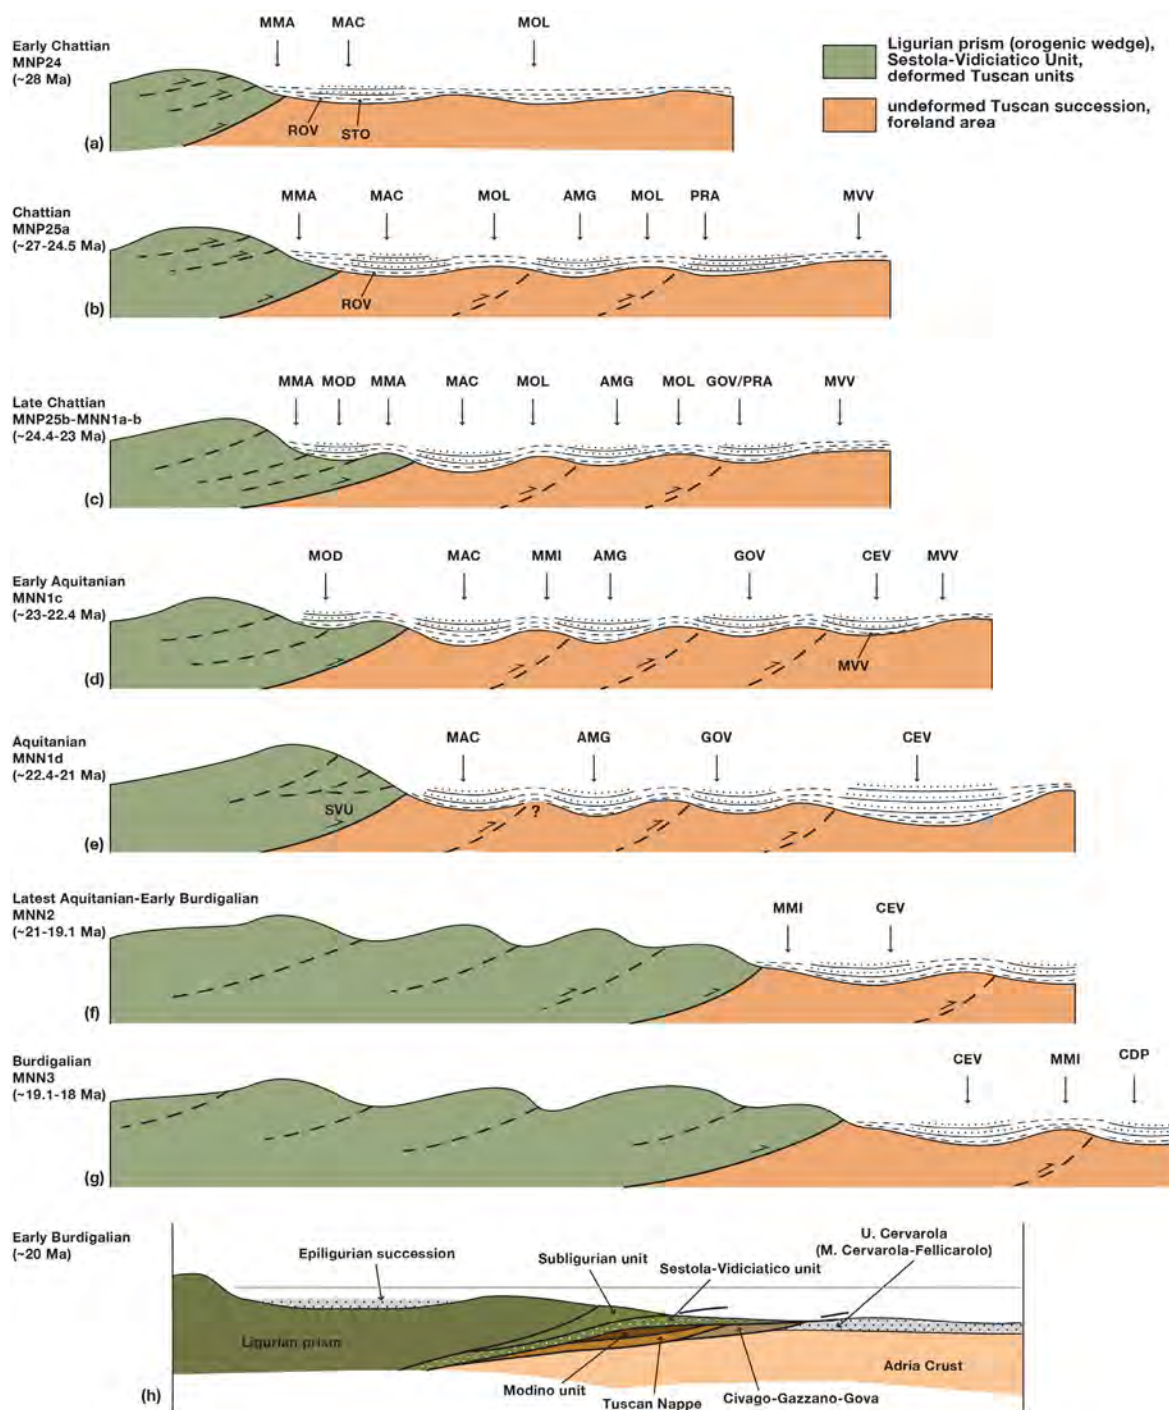 MMA MAC MOL
Early Chattian
MNP24
(~28 Ma)
ROV STO
(a)
Ligurian prism (orogenic wedge),
Sestola-Vidiciatico Unit,
deformed Tuscan units
undeformed Tuscan succession,
foreland area
MMA MAC MOL AMG MOL PRA MVV
Chattian
MNP25a
(~27-24.5 Ma)
ROV
(b)
MMA MOD MMA MAC MOL AMG MOL GOV/PRA MVV
Late Chattian
MNP25b-MNN1a-b
(~24.4-23 Ma)
(c)
MOD MAC MMI AMG GOV CEV MVV
Early Aquitanian
MNN1c
(~23-22.4 Ma)
MVV
(d)
MAC AMG GOV CEV
Aquitanian
MNN1d
(~22.4-21 Ma)
SVU ?
(e)
Latest Aquitanian-Early Burdigalian
MNN2
(~21-19.1 Ma)
MMI CEV
(f)
Burdigalian
MNN3
(~19.1-18 Ma)
CEV MMI CDP
(g)
Early Burdigalian
(~20 Ma)
U. Cervarola
(M. Cervarola-Fellicarolo)
Epiligurian succession
Subligurian unit
Sestola-Vidiciatico unit
Ligurian prism
Adria Crust
Modino unit
Tuscan Nappe
Civago-Gazzano-Gova
(h)